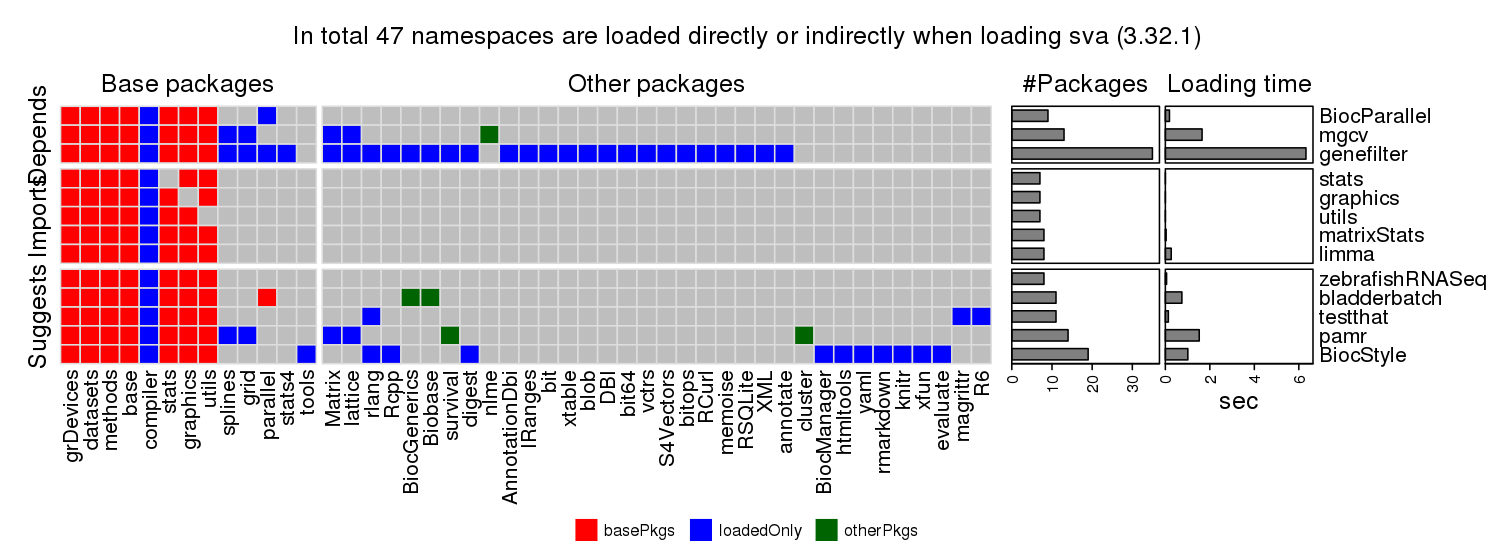 In total 47 namespaces are loaded directly or indirectly when loading sva (3.32.1)
Base packages
Other packages
#Packages
Loading time
Depends
Imports
Suggests
BiocParallel
mgcv
genefilter
stats
graphics
utils
matrixStats
limma
zebrafishRNASeq
bladderbatch
testthat
pamr
BiocStyle
grDevices
datasets
methods
base
compiler
stats
graphics
utils
splines
grid
parallel
stats4
tools
Matrix
lattice
rlang
Rcpp
BiocGenerics
Biobase
survival
digest
nlme
AnnotationDbi
IRanges
bit
xtable
blob
DBI
bit64
vctrs
S4Vectors
bitops
RCurl
memoise
RSQLite
XML
annotate
cluster
BiocManager
htmltools
yaml
rmarkdown
knitr
xfun
evaluate
magrittr
R6
0 10 20 30
0 2 4 6
sec
basePkgs loadedOnly otherPkgs